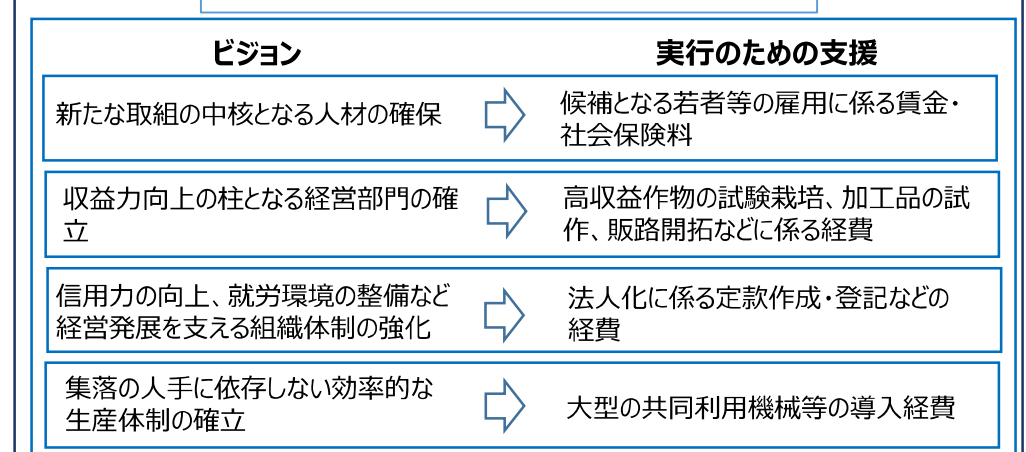 ビジョン
実行のための支援
新たな取組の中核となる人材の確保
候補となる若者等の雇用に係る賃金・
社会保険料
収益力向上の柱となる経営部門の確
立
高収益作物の試験栽培、加工品の試
作、販路開拓などに係る経費
信用力の向上、就労環境の整備など
経営発展を支える組織体制の強化
法人化に係る定款作成・登記などの
経費
集落の人手に依存しない効率的な
生産体制の確立
大型の共同利用機械等の導入経費